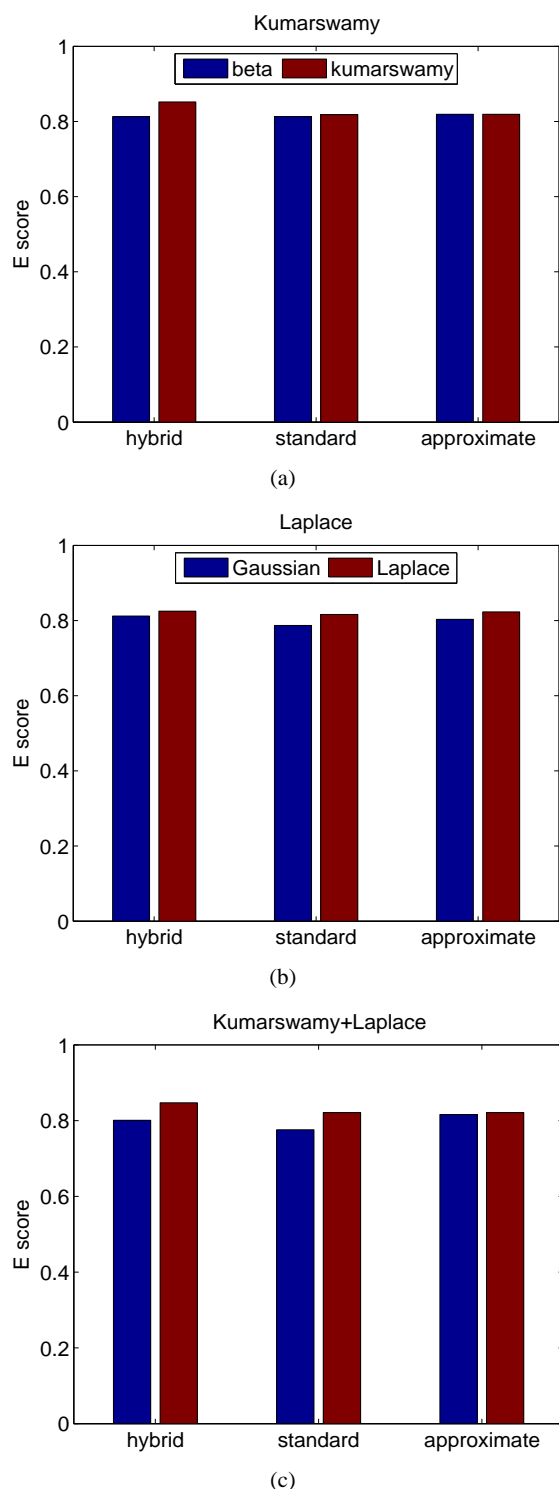 Kumarswamy
1
beta kumarswamy
0.8
0.6
E score
0.4
0.2
0
hybrid standard approximate
(a)
Laplace
1
Gaussian Laplace
0.8
0.6
E score
0.4
0.2
0
hybrid standard approximate
(b)
Kumarswamy+Laplace
1
0.8
0.6
E score
0.4
0.2
0
hybrid standard approximate
(c)